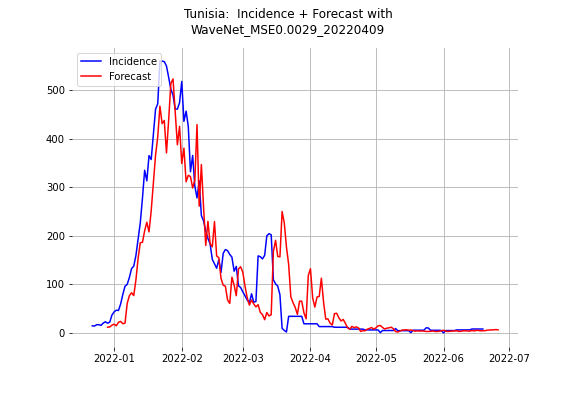 Tunisia:  Incidence + Forecast with
WaveNet_MSE0.0029_20220409
Incidence
Forecast
500
400
300
200
100
0
2022-01 2022-02 2022-03 2022-04 2022-05 2022-06 2022-07